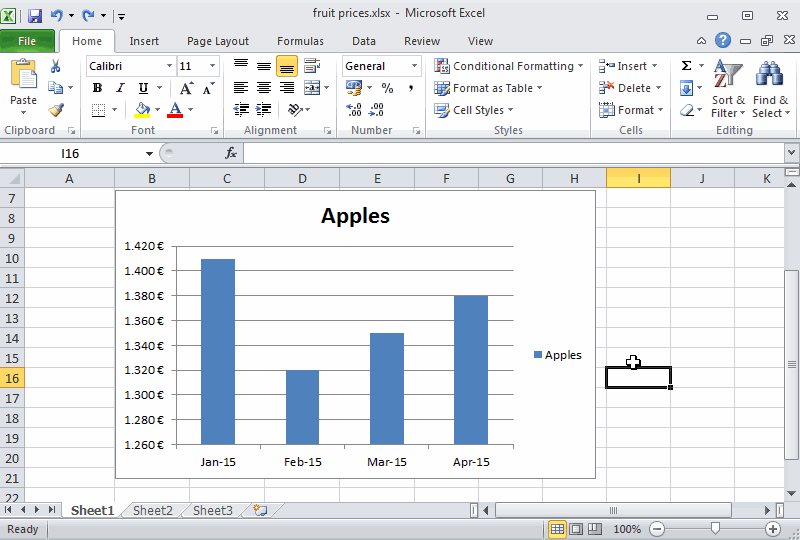 fruit prices.xlsx - Microsoft Excel
File Home Insert Page Layout Formulas Data Review View
Calibri 11 General Conditional Formatting Insert Σ
Paste B I U A A % , Format as Table Delete Sort & Filter Find & Select
A Cell Styles Format
Clipboard Font Alignment Number Styles Cells Editing
I16 fx
A B C D E F G H I J K
7
8
9
10
11
12
13
14
15
16
17
18
19
20
21
22
Apples
1.420 €
1.400 €
1.380 €
1.360 €
1.340 €
1.320 €
1.300 €
1.280 €
1.260 €
Jan-15 Feb-15 Mar-15 Apr-15
Apples
Sheet1 Sheet2 Sheet3
Ready 100%